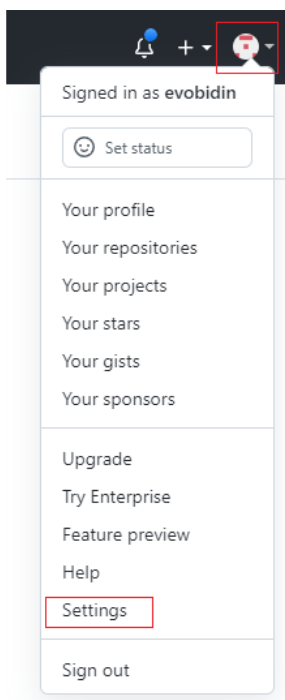 Signed in as evobidin
Set status
Your profile
Your repositories
Your projects
Your stars
Your gists
Your sponsors
Upgrade
Try Enterprise
Feature preview
Help
Settings
Sign out